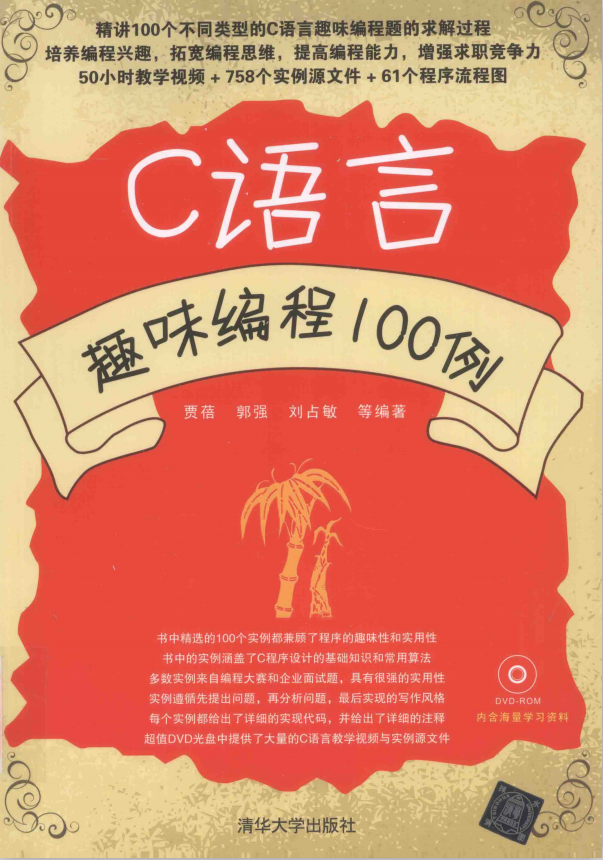 精讲100个不同类型的C语言趣味编程题的求解过程
培养编程兴趣，拓宽编程思维，提高编程能力，增强求职竞争力
50小时教学视频 + 758个实例源文件 + 61个程序流程图
C语言
趣味编程100例
贾蓓 郭强 刘占敏 等编著
书中精选的100个实例都兼顾了程序的趣味性和实用性
书中的实例涵盖了C程序设计的基础知识和常用算法
多数实例来自编程大赛和企业面试题，具有很强的实用性
实例遵循先提出问题，再分析问题，最后实现的写作风格
每个实例都给出了详细的实现代码，并给出了详细的注释
超值DVD光盘中提供了大量的C语言教学视频与实例源文件
DVD-ROM
内含海量学习资料
清华大学出版社